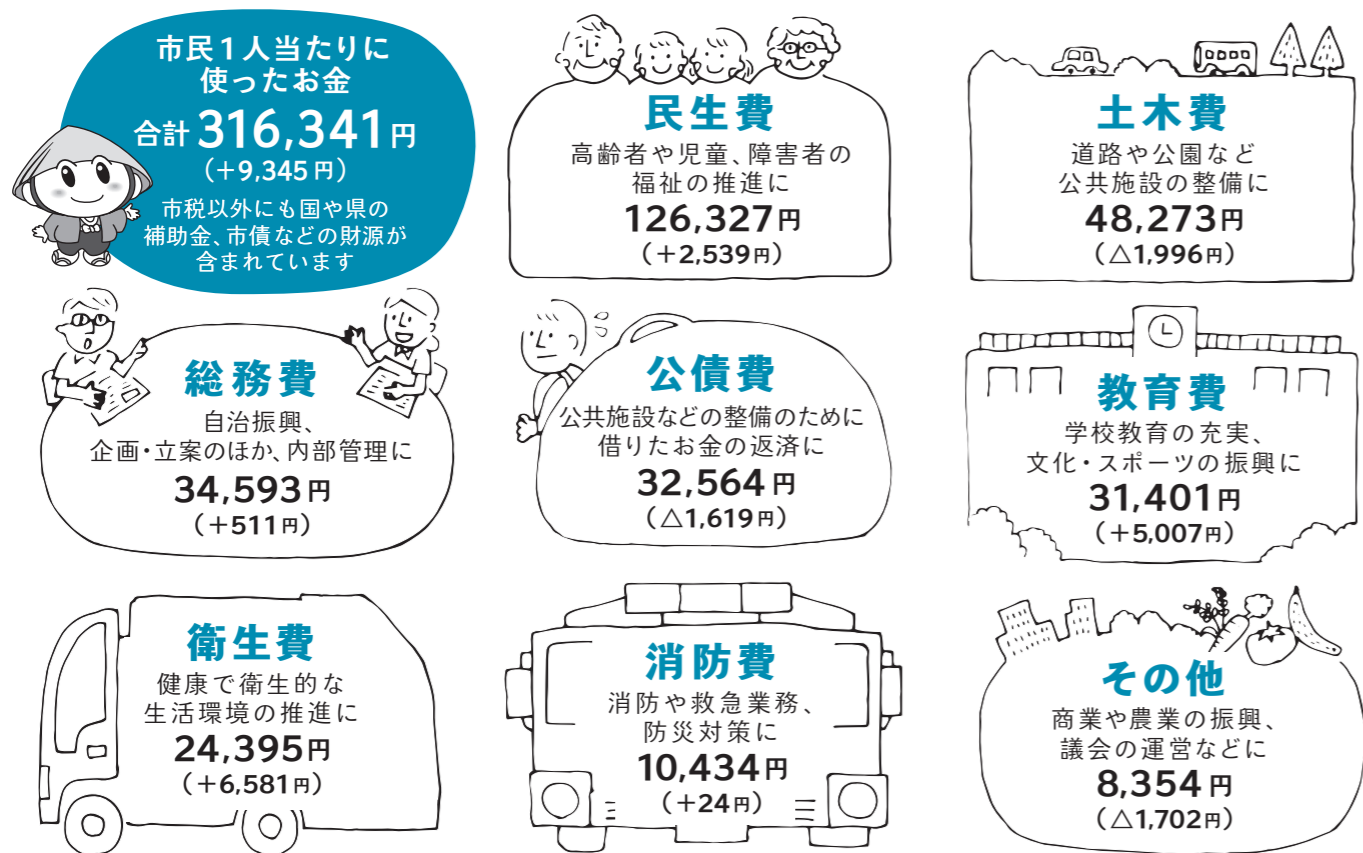 市民1人当たりに
使ったお金
合計 316,341円
(+9,345円)
市税以外にも国や県の
補助金、市債などの財源が
含まれています
民生費
高齢者や児童、障害者の
福祉の推進に
126,327円
(+2,539円)
土木費
道路や公園など
公共施設の整備に
48,273円
(△1,996円)
総務費
自治振興、
企画・立案のほか、内部管理に
34,593円
(+511円)
公債費
公共施設などの整備のために
借りたお金の返済に
32,564円
(△1,619円)
教育費
学校教育の充実、
文化・スポーツの振興に
31,401円
(+5,007円)
衛生費
健康で衛生的な
生活環境の推進に
24,395円
(+6,581円)
消防費
消防や救急業務、
防災対策に
10,434円
(+24円)
その他
商業や農業の振興、
議会の運営などに
8,354円
(△1,702円)